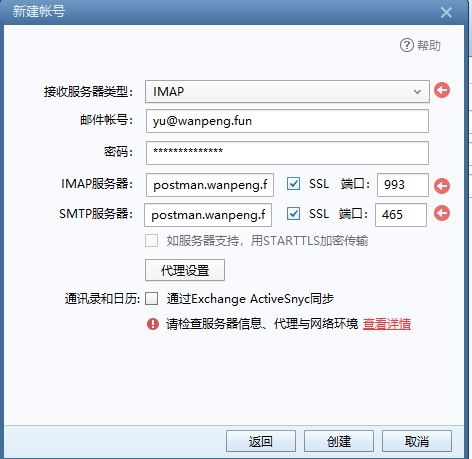 新建帐号
帮助
接收服务器类型： IMAP
邮件帐号： yu@wanpeng.fun
密码： **************
IMAP服务器： postman.wanpeng.f SSL 端口： 993
SMTP服务器： postman.wanpeng.f SSL 端口： 465
如服务器支持，用STARTTLS加密传输
代理设置
通讯录和日历: 通过Exchange ActiveSnyc同步
请检查服务器信息、代理与网络环境 查看详情
返回 创建 取消